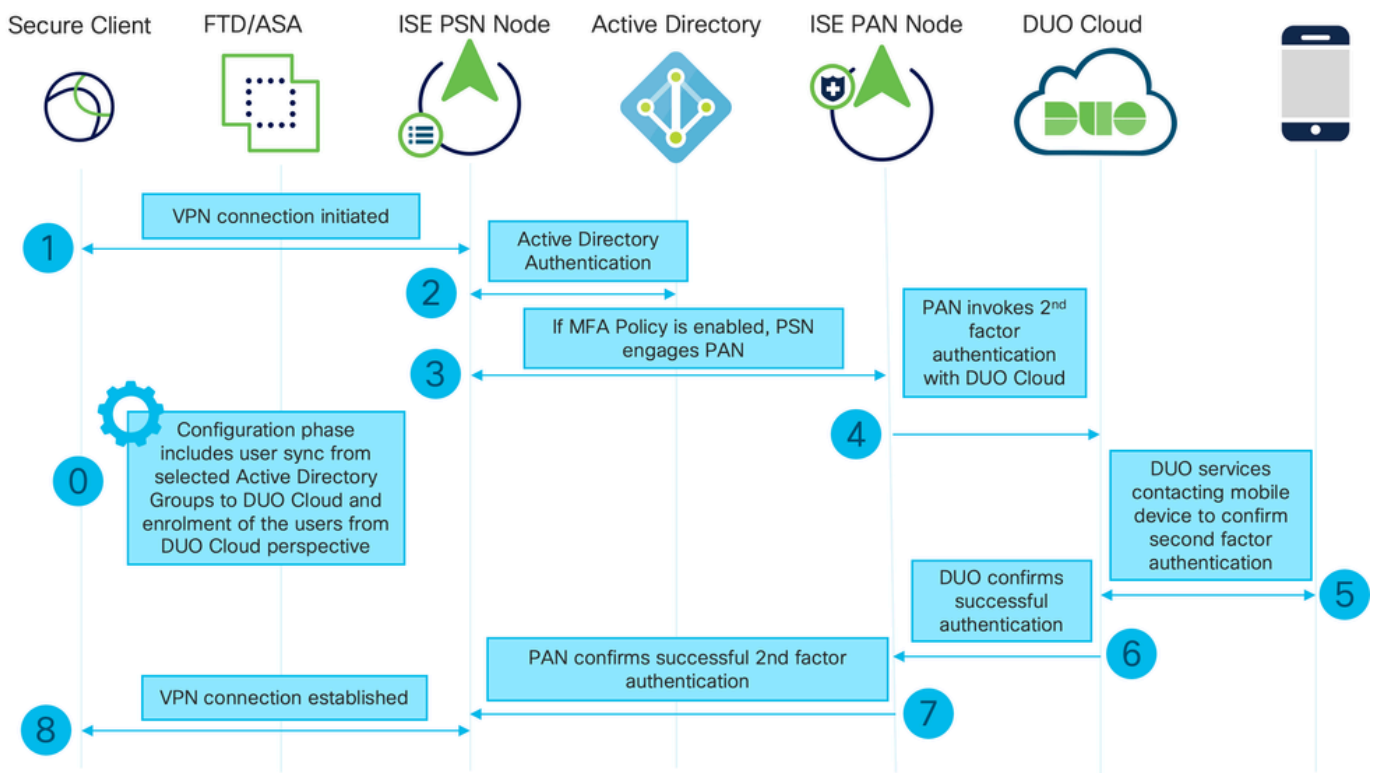 Secure Client
FTD/ASA
ISE PSN Node
Active Directory
ISE PAN Node
DUO Cloud
DUO
VPN connection initiated
1
Active Directory
Authentication
2
If MFA Policy is enabled, PSN
engages PAN
3
PAN invokes 2nd
factor
authentication
with DUO Cloud
4
Configuration phase
includes user sync from
selected Active Directory
Groups to DUO Cloud and
enrolment of the users from
DUO Cloud perspective
0
DUO services
contacting mobile
device to confirm
second factor
authentication
5
DUO confirms
successful
authentication
6
PAN confirms successful 2nd factor
authentication
7
VPN connection established
8